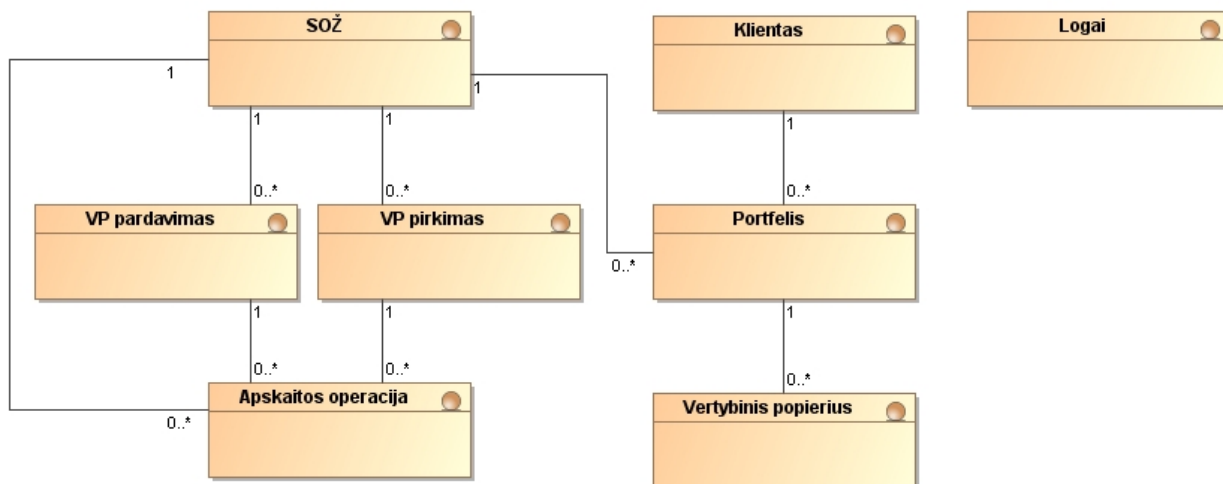 SOŽ
Klientas
Logai
1
1
1
1
1
0..*
0..*
0..*
VP pardavimas
VP pirkimas
Portfelis
0..*
1
1
1
0..*
0..*
0..*
Apskaitos operacija
Vertybinis popierius
0..*